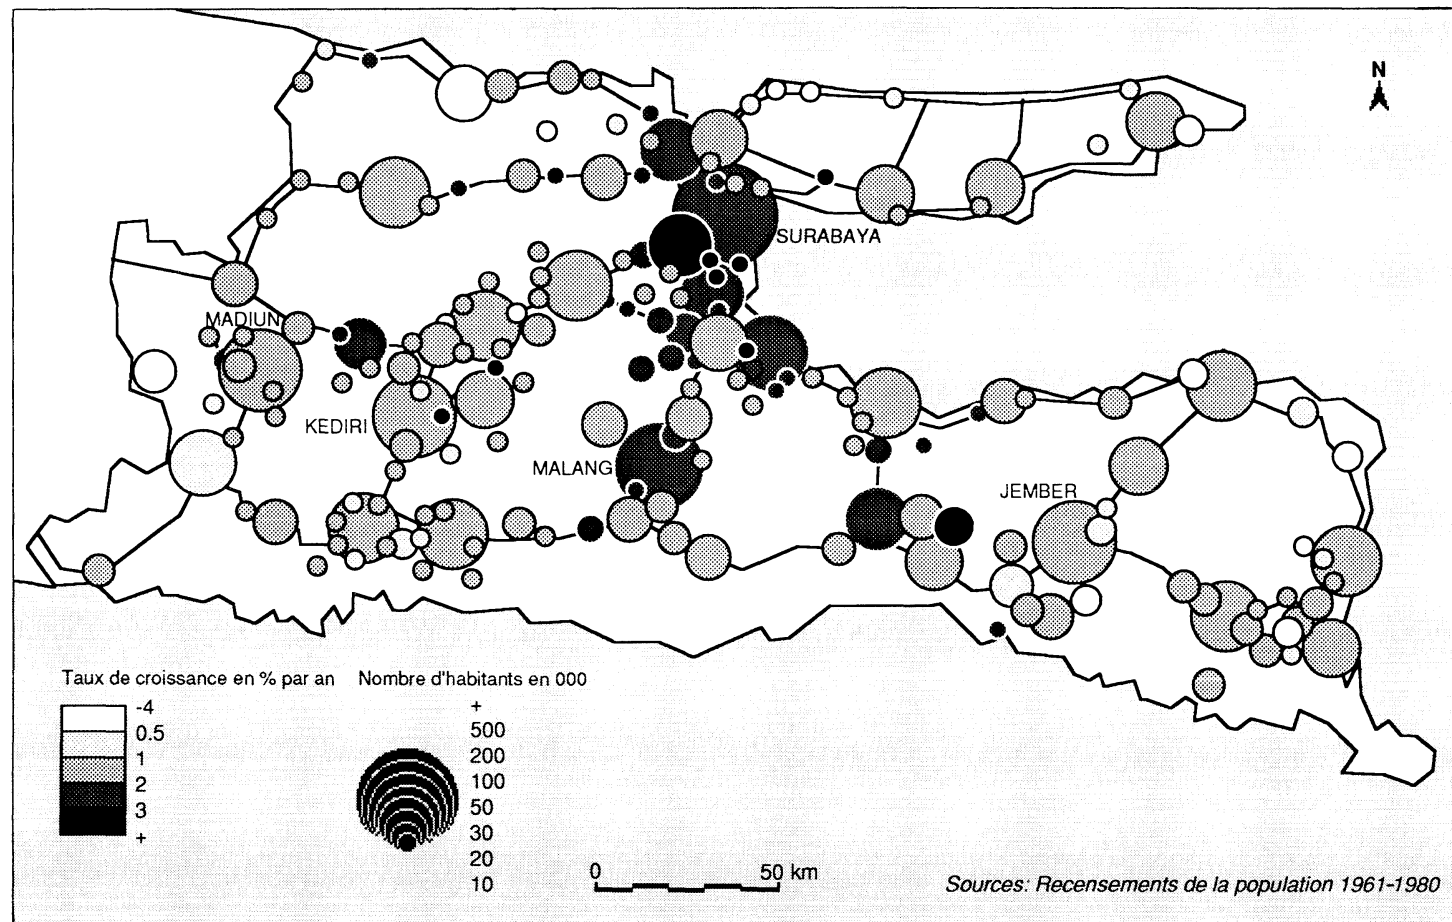 N
SURABAYA
MADIUN
KEDIRI
MALANG
JEMBER
Taux de croissance en % par an
-4
0.5
1
2
3
+
Nombre d'habitants en 000
+
500
200
100
50
30
20
10
0 50 km
Sources: Recensements de la population 1961-1980